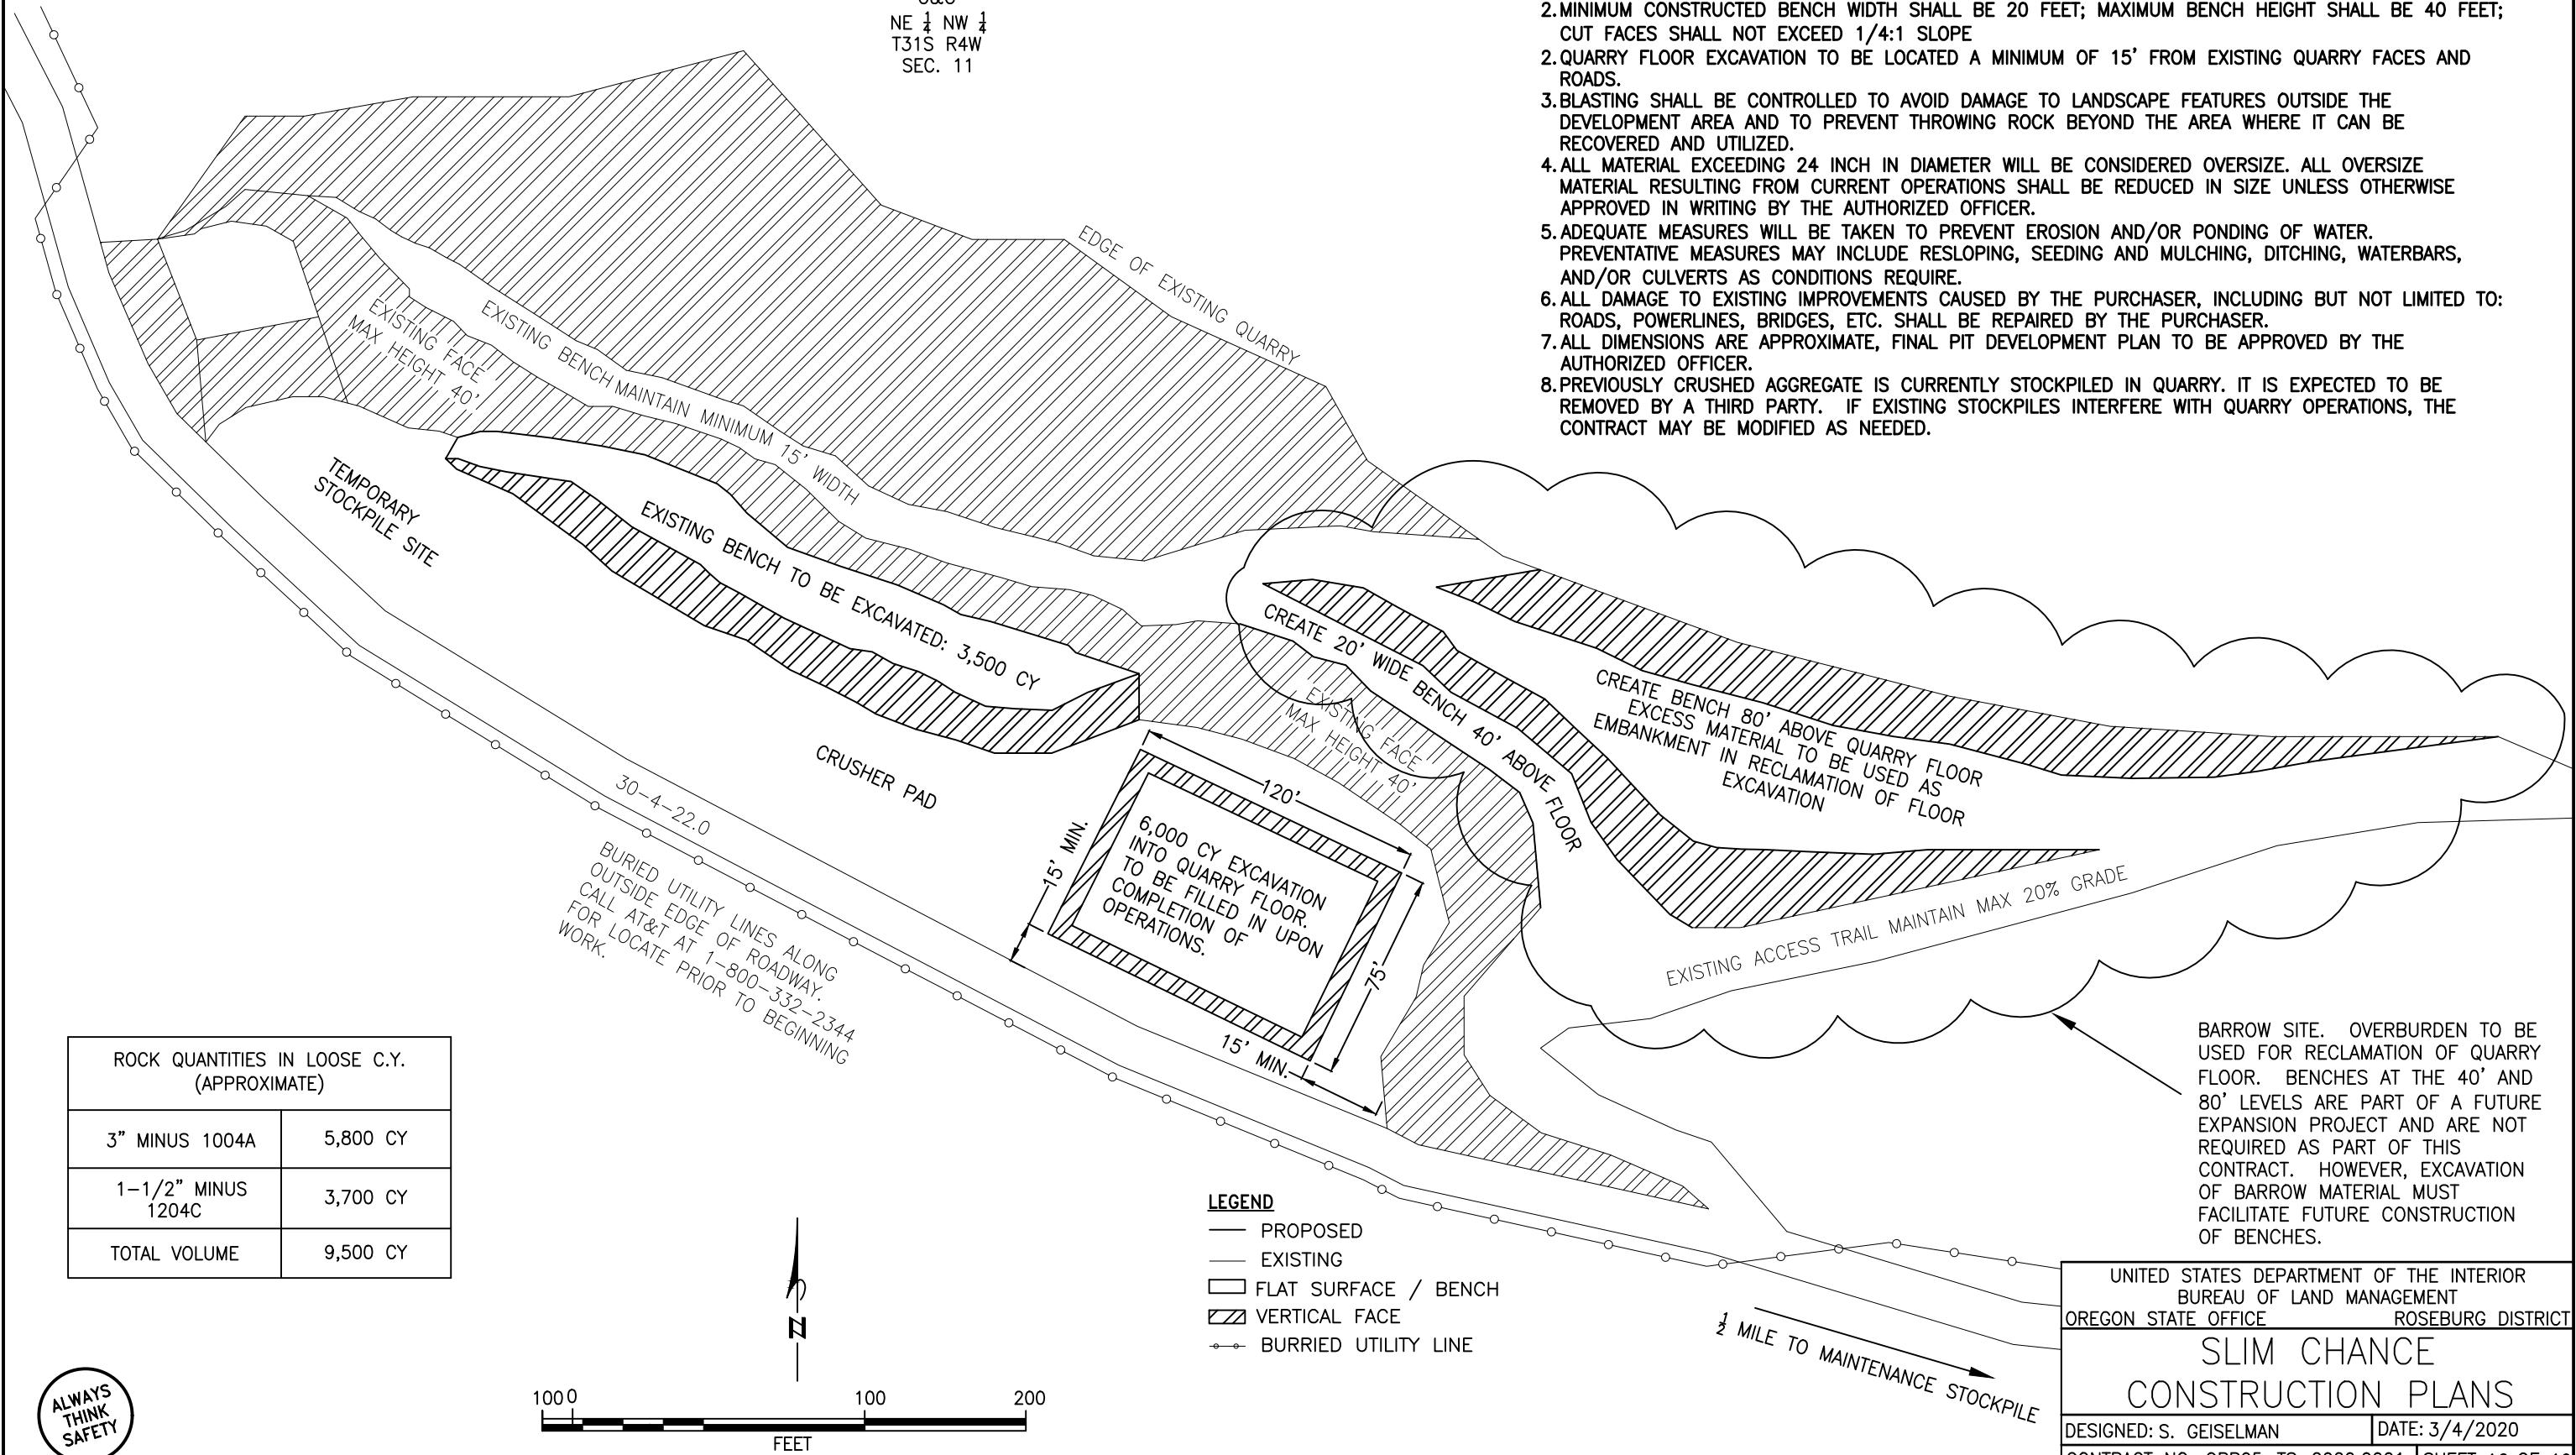 NE 1/4 NW 1/4
T31S R4W
SEC. 11
2. MINIMUM CONSTRUCTED BENCH WIDTH SHALL BE 20 FEET; MAXIMUM BENCH HEIGHT SHALL BE 40 FEET;
CUT FACES SHALL NOT EXCEED 1/4:1 SLOPE
2. QUARRY FLOOR EXCAVATION TO BE LOCATED A MINIMUM OF 15' FROM EXISTING QUARRY FACES AND
ROADS.
3. BLASTING SHALL BE CONTROLLED TO AVOID DAMAGE TO LANDSCAPE FEATURES OUTSIDE THE
DEVELOPMENT AREA AND TO PREVENT THROWING ROCK BEYOND THE AREA WHERE IT CAN BE
RECOVERED AND UTILIZED.
4. ALL MATERIAL EXCEEDING 24 INCH IN DIAMETER WILL BE CONSIDERED OVERSIZE. ALL OVERSIZE
MATERIAL RESULTING FROM CURRENT OPERATIONS SHALL BE REDUCED IN SIZE UNLESS OTHERWISE
APPROVED IN WRITING BY THE AUTHORIZED OFFICER.
5. ADEQUATE MEASURES WILL BE TAKEN TO PREVENT EROSION AND/OR PONDING OF WATER.
PREVENTATIVE MEASURES MAY INCLUDE RESLOPING, SEEDING AND MULCHING, DITCHING, WATERBARS,
AND/OR CULVERTS AS CONDITIONS REQUIRE.
6. ALL DAMAGE TO EXISTING IMPROVEMENTS CAUSED BY THE PURCHASER, INCLUDING BUT NOT LIMITED TO:
ROADS, POWERLINES, BRIDGES, ETC. SHALL BE REPAIRED BY THE PURCHASER.
7. ALL DIMENSIONS ARE APPROXIMATE, FINAL PIT DEVELOPMENT PLAN TO BE APPROVED BY THE
AUTHORIZED OFFICER.
8. PREVIOUSLY CRUSHED AGGREGATE IS CURRENTLY STOCKPILED IN QUARRY. IT IS EXPECTED TO BE
REMOVED BY A THIRD PARTY. IF EXISTING STOCKPILES INTERFERE WITH QUARRY OPERATIONS, THE
CONTRACT MAY BE MODIFIED AS NEEDED.
EDGE OF EXISTING QUARRY
EXISTING FACE
MAX HEIGHT 40'
EXISTING BENCH MAINTAIN MINIMUM 15' WIDTH
TEMPORARY
STOCKPILE SITE
EXISTING BENCH TO BE EXCAVATED: 3,500 CY
CRUSHER PAD
30-4-22.0
BURIED UTILITY LINES ALONG
OUTSIDE EDGE OF ROADWAY.
CALL AT&T AT 1-800-332-2344
FOR LOCATE PRIOR TO BEGINNING
WORK.
EXISTING FACE
MAX HEIGHT 40'
CREATE 20' WIDE BENCH 40' ABOVE FLOOR
CREATE BENCH 80' ABOVE QUARRY FLOOR
EXCESS MATERIAL TO BE USED AS
EMBANKMENT IN RECLAMATION OF FLOOR
EXCAVATION
EXISTING ACCESS TRAIL MAINTAIN MAX 20% GRADE
120'
15' MIN.
6,000 CY EXCAVATION
INTO QUARRY FLOOR.
TO BE FILLED IN UPON
COMPLETION OF
OPERATIONS.
75'
15' MIN.
BARROW SITE. OVERBURDEN TO BE
USED FOR RECLAMATION OF QUARRY
FLOOR. BENCHES AT THE 40' AND
80' LEVELS ARE PART OF A FUTURE
EXPANSION PROJECT AND ARE NOT
REQUIRED AS PART OF THIS
CONTRACT. HOWEVER, EXCAVATION
OF BARROW MATERIAL MUST
FACILITATE FUTURE CONSTRUCTION
OF BENCHES.
ROCK QUANTITIES IN LOOSE C.Y.
(APPROXIMATE)
3" MINUS 1004A 5,800 CY
1-1/2" MINUS
1204C 3,700 CY
TOTAL VOLUME 9,500 CY
N
LEGEND
PROPOSED
EXISTING
FLAT SURFACE / BENCH
VERTICAL FACE
BURRIED UTILITY LINE
1/2 MILE TO MAINTENANCE STOCKPILE
ALWAYS
THINK
SAFETY
100 0 100 200
FEET
UNITED STATES DEPARTMENT OF THE INTERIOR
BUREAU OF LAND MANAGEMENT
OREGON STATE OFFICE ROSEBURG DISTRICT
SLIM CHANCE
CONSTRUCTION PLANS
DESIGNED: S. GEISELMAN DATE: 3/4/2020